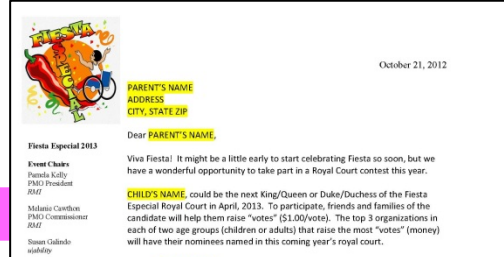 FIESTA
ESPECIAL
October 21, 2012
PARENT'S NAME
ADDRESS
CITY, STATE ZIP
Dear PARENT'S NAME,
Fiesta Especial 2013
Event Chairs
Pamela Kelly
PMO President
RMI
Melanie Cawthon
PMO Commissioner
RMI
Susan Galindo
ujability
Viva Fiesta! It might be a little early to start celebrating Fiesta so soon, but we
have a wonderful opportunity to take part in a Royal Court contest this year.
CHILD'S NAME, could be the next King/Queen or Duke/Duchess of the Fiesta
Especial Royal Court in April, 2013. To participate, friends and families of the
candidate will help them raise "votes" ($1.00/vote). The top 3 organizations in
each of two age groups (children or adults) that raise the most "votes" (money)
will have their nominees named in this coming year's royal court.